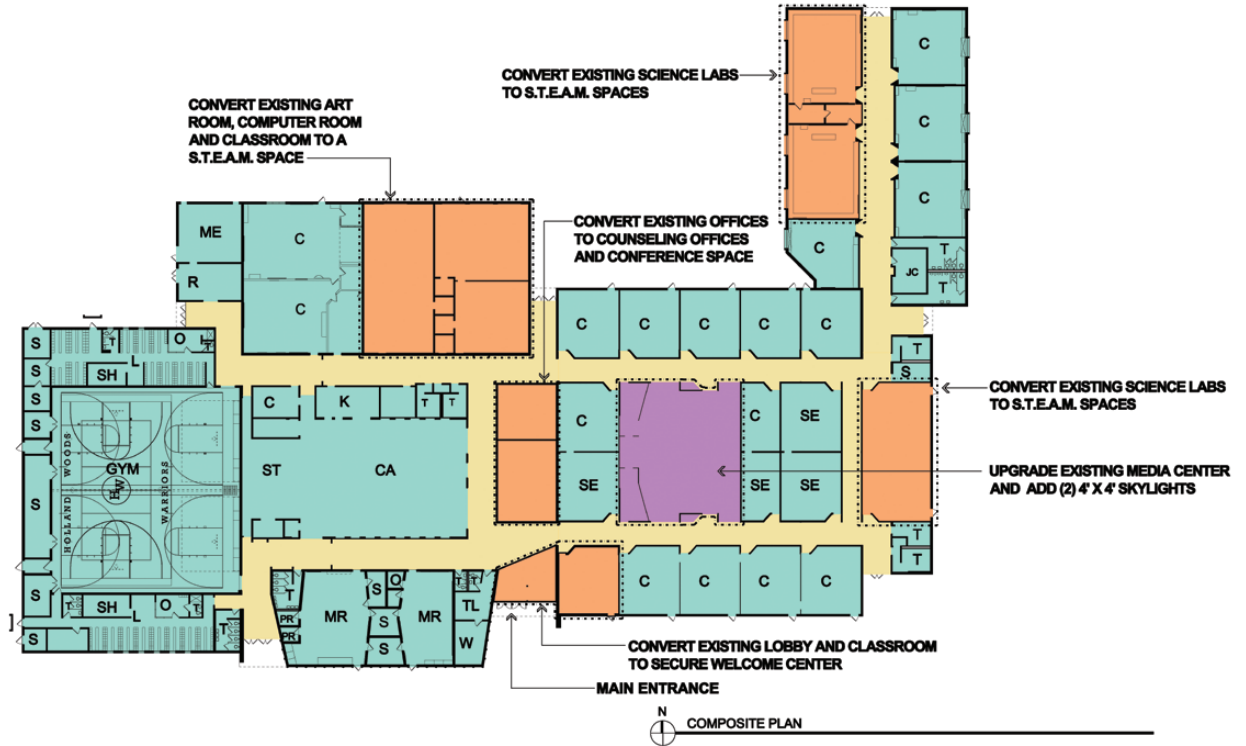 CONVERT EXISTING SCIENCE LABS
TO S.T.E.A.M. SPACES
CONVERT EXISTING ART
ROOM, COMPUTER ROOM
AND CLASSROOM TO A
S.T.E.A.M. SPACE
CONVERT EXISTING OFFICES
TO COUNSELING OFFICES
AND CONFERENCE SPACE
C
C
C
C
T
JC
T
ME
R
C
C
C
C
C
C
C
S
S
S
S
S
S
S
T
L
SH
O
T
HOLLAND WOODS
GYM
HW
WARRIORS
C
K
T
T
ST
CA
C
SE
C
SE
SE
SE
T
S
T
T
CONVERT EXISTING SCIENCE LABS
TO S.T.E.A.M. SPACES
UPGRADE EXISTING MEDIA CENTER
AND ADD (2) 4' X 4' SKYLIGHTS
T
SH
L
O
T
T
T
PR
PR
MR
S
O
S
S
MR
T
T
TL
W
C
C
C
C
CONVERT EXISTING LOBBY AND CLASSROOM
TO SECURE WELCOME CENTER
MAIN ENTRANCE
N
COMPOSITE PLAN